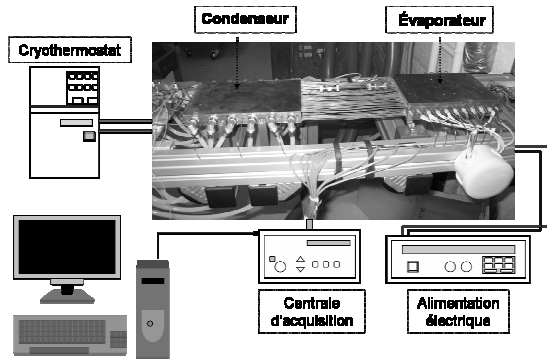 Condenseur
Évaporateur
Cryothermostat
Centrale
d'acquisition
Alimentation
électrique